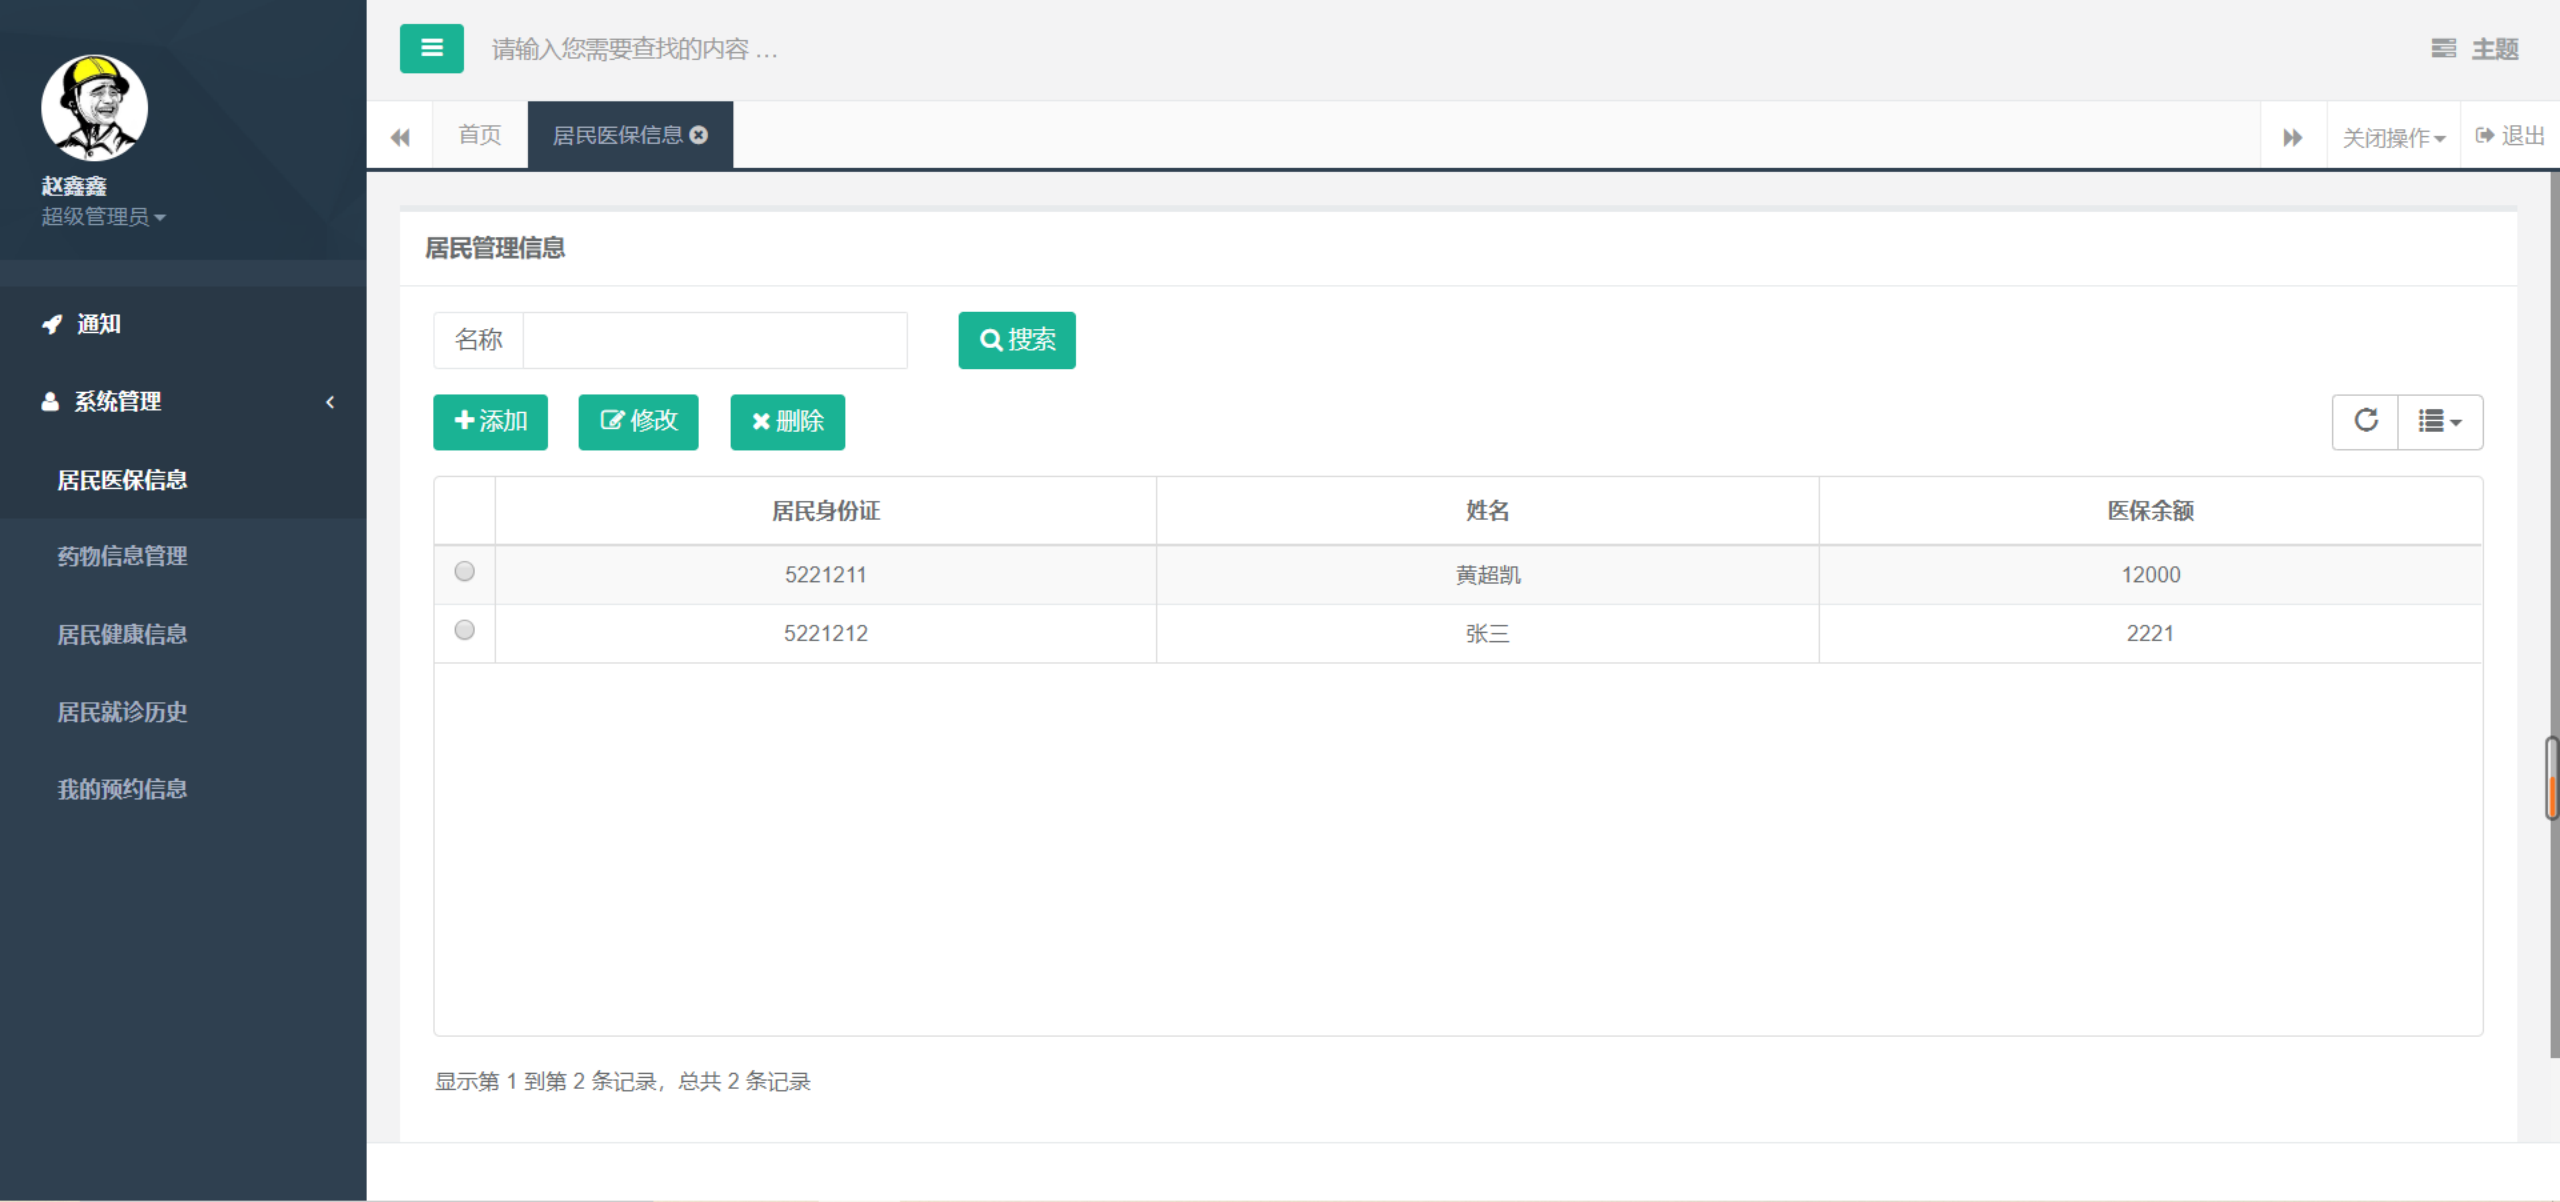 赵鑫鑫
超级管理员
通知
系统管理
居民医保信息
药物信息管理
居民健康信息
居民就诊历史
我的预约信息
请输入您需要查找的内容 …
主题
首页
居民医保信息
关闭操作
退出
居民管理信息
名称
搜索
添加
修改
删除
居民身份证 姓名 医保余额
5221211 黄超凯 12000
5221212 张三 2221
显示第 1 到第 2 条记录，总共 2 条记录